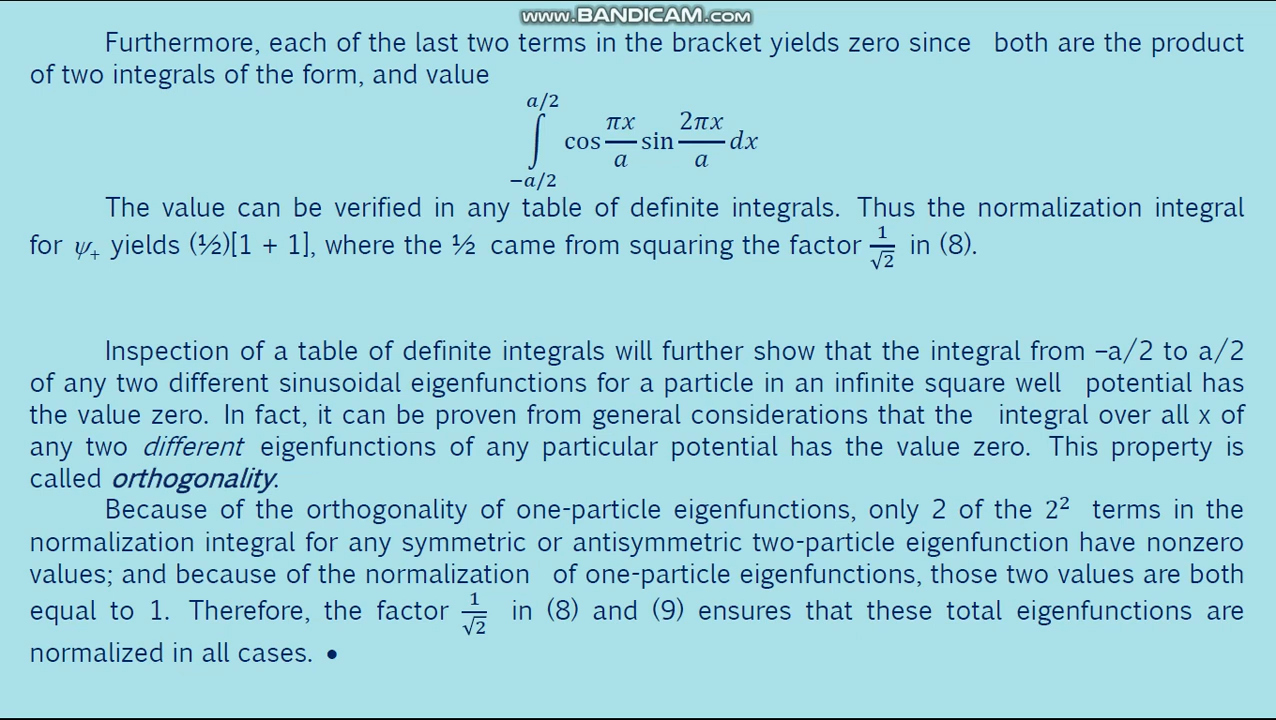 www.BANDICAM.com
Furthermore, each of the last two terms in the bracket yields zero since both are the product
of two integrals of the form, and value
∫_{-a/2}^{a/2} cos(πx/a) sin(2πx/a) dx
The value can be verified in any table of definite integrals. Thus the normalization integral
for ψ₊ yields (½)[1 + 1], where the ½ came from squaring the factor 1/√2 in (8).
Inspection of a table of definite integrals will further show that the integral from –a/2 to a/2
of any two different sinusoidal eigenfunctions for a particle in an infinite square well potential has
the value zero. In fact, it can be proven from general considerations that the integral over all x of
any two different eigenfunctions of any particular potential has the value zero. This property is
called orthogonality.
Because of the orthogonality of one-particle eigenfunctions, only 2 of the 2² terms in the
normalization integral for any symmetric or antisymmetric two-particle eigenfunction have nonzero
values; and because of the normalization of one-particle eigenfunctions, those two values are both
equal to 1. Therefore, the factor 1/√2 in (8) and (9) ensures that these total eigenfunctions are
normalized in all cases. •